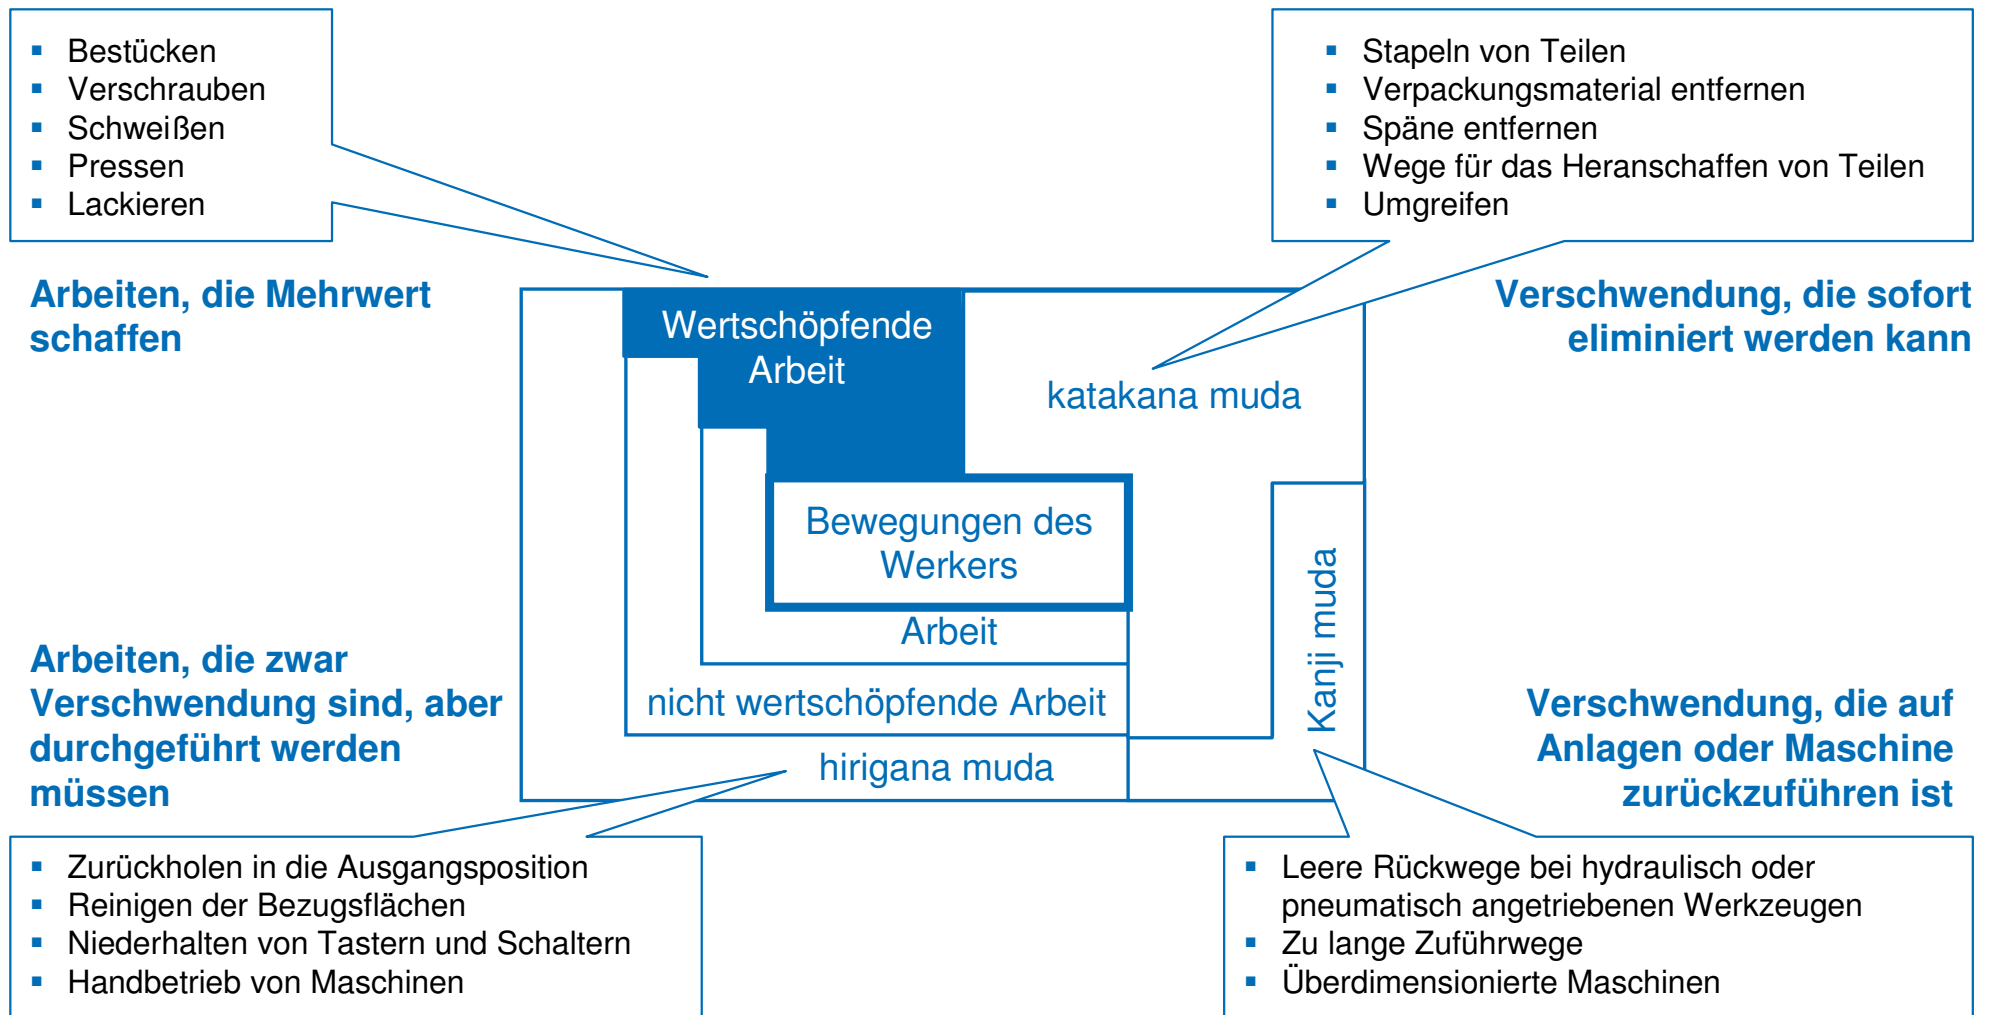 Bestücken
Verschrauben
Schweißen
Pressen
Lackieren
Stapeln von Teilen
Verpackungsmaterial entfernen
Späne entfernen
Wege für das Heranschaffen von Teilen
Umgreifen
Arbeiten, die Mehrwert
schaffen
Verschwendung, die sofort
eliminiert werden kann
Wertschöpfende
Arbeit
katakana muda
Bewegungen des
Werkers
Arbeit
nicht wertschöpfende Arbeit
hirigana muda
Kanji muda
Arbeiten, die zwar
Verschwendung sind, aber
durchgeführt werden
müssen
Verschwendung, die auf
Anlagen oder Maschine
zurückzuführen ist
Zurückholen in die Ausgangsposition
Reinigen der Bezugsflächen
Niederhalten von Tastern und Schaltern
Handbetrieb von Maschinen
Leere Rückwege bei hydraulisch oder
pneumatisch angetriebenen Werkzeugen
Zu lange Zuführwege
Überdimensionierte Maschinen